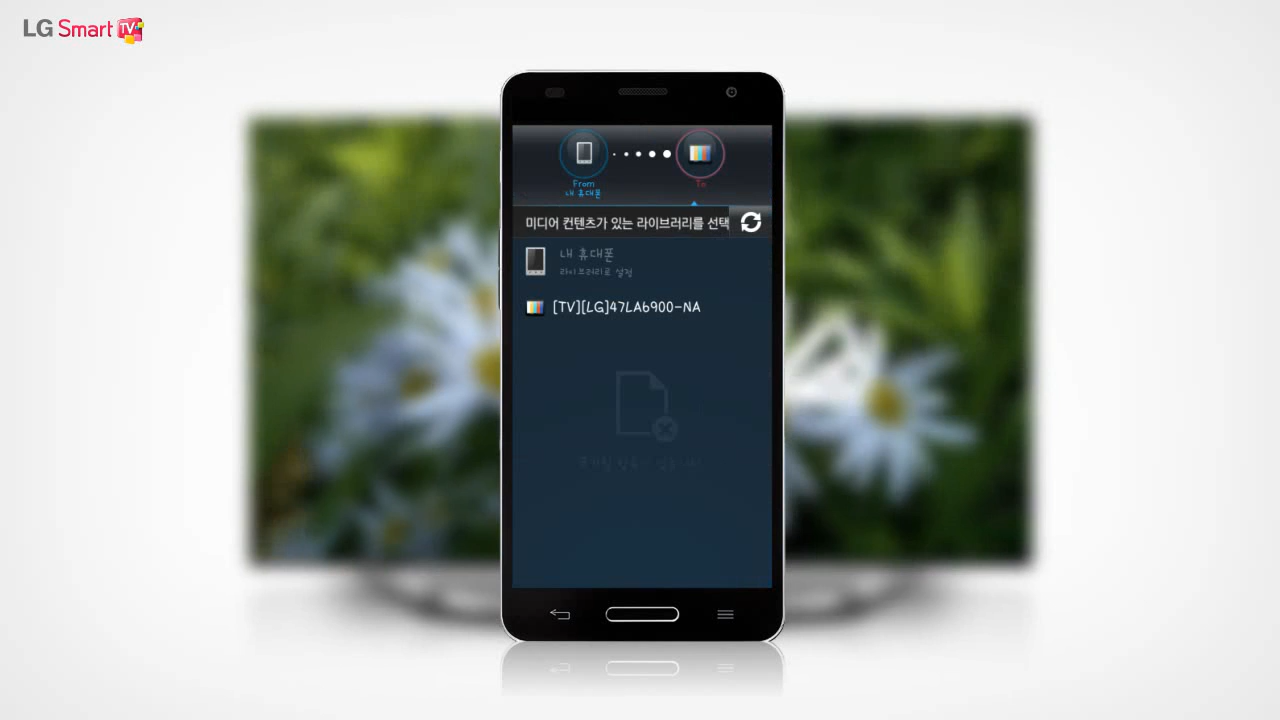 LG Smart TV
From
내 휴대폰
To
미디어 컨텐츠가 있는 라이브러리를 선택
내 휴대폰
라이브러리로 설정
[TV][LG]47LA6900-NA